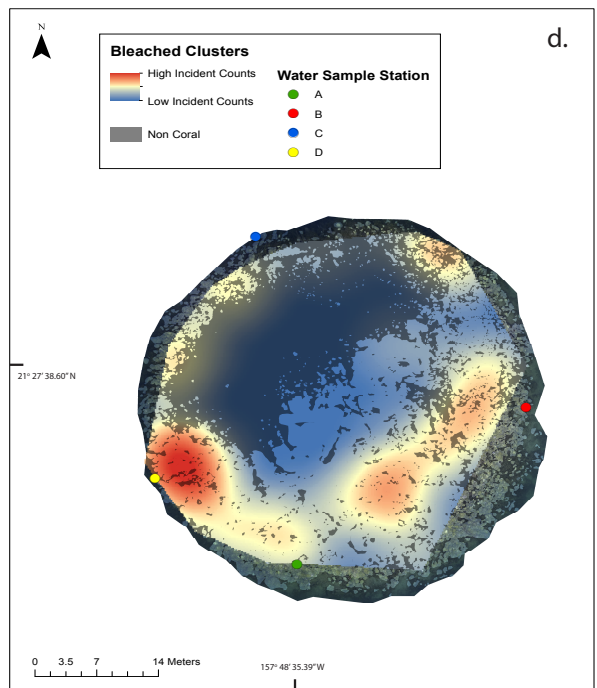 N
d.
Bleached Clusters
High Incident Counts
Low Incident Counts
Non Coral
Water Sample Station
A
B
C
D
21° 27' 38.60" N
0 3.5 7 14 Meters
157° 48' 35.39" W